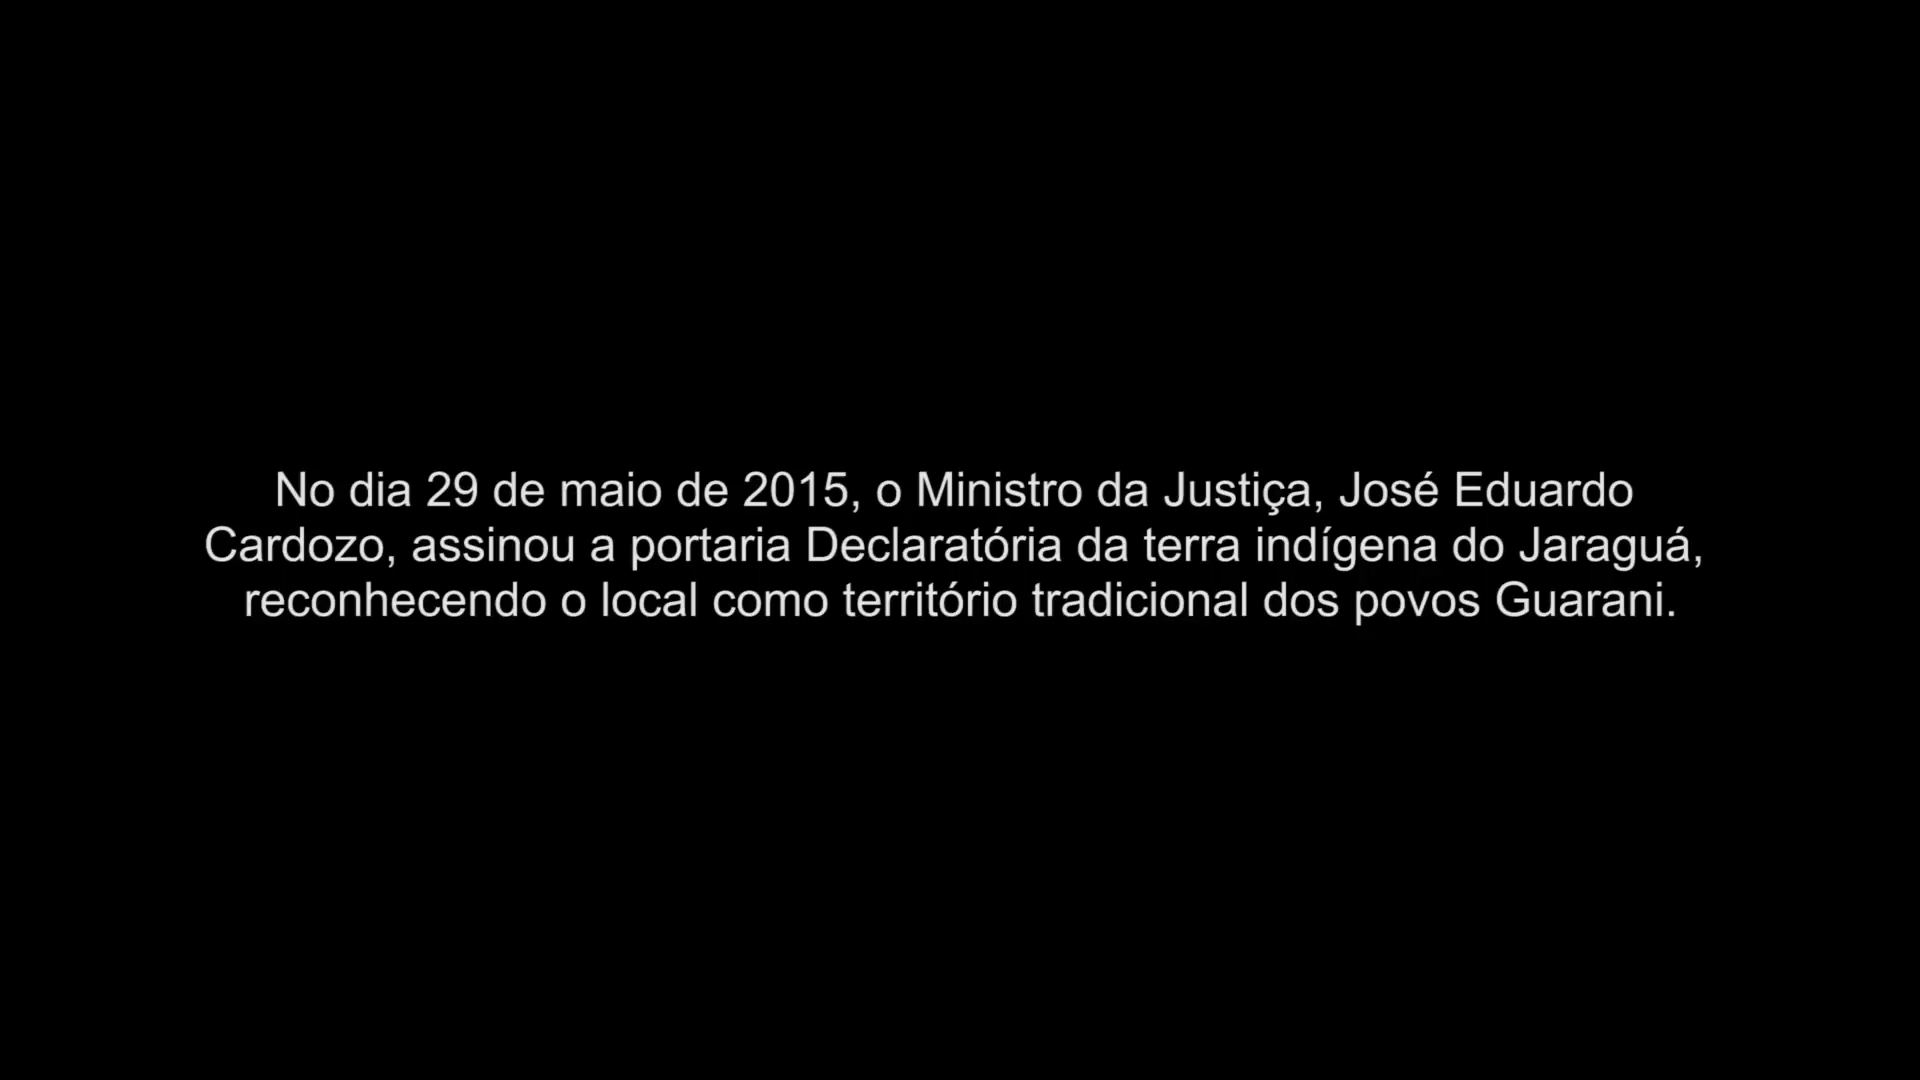 No dia 29 de maio de 2015, o Ministro da Justiça, José Eduardo
Cardozo, assinou a portaria Declaratória da terra indígena do Jaraguá,
reconhecendo o local como território tradicional dos povos Guarani.